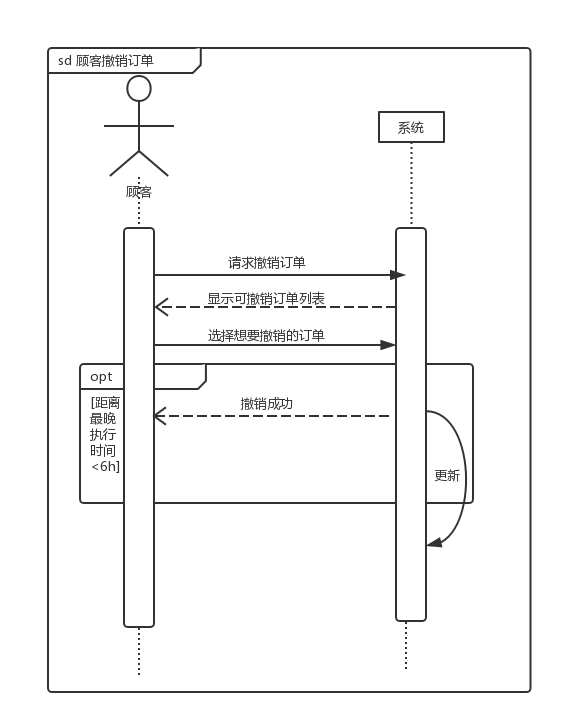 sd 顾客撤销订单
系统
顾客
请求撤销订单
显示可撤销订单列表
选择想要撤销的订单
opt
[距离
最晚
执行
时间
<6h]
撤销成功
更新